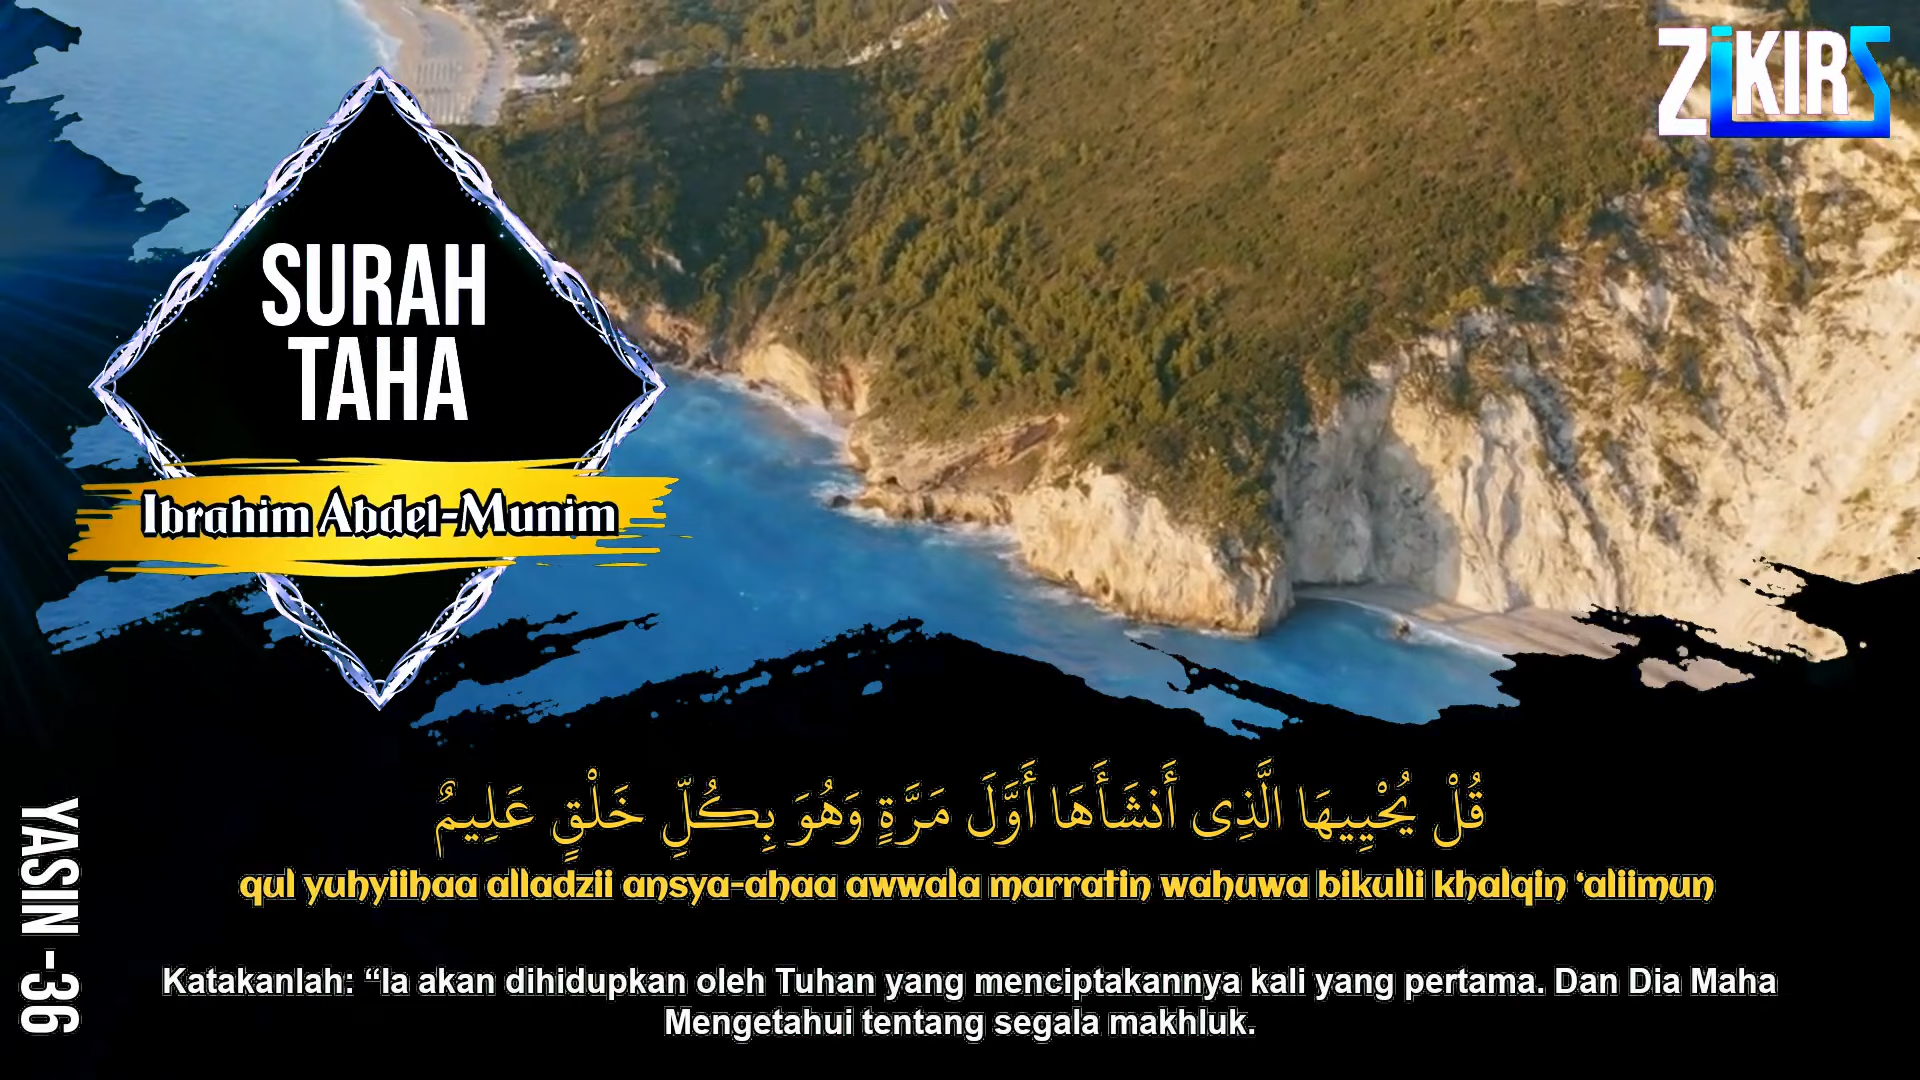 ZiKIRS
SURAH
TAHA
Ibrahim Abdel-Munim
قُلْ يُحْيِيهَا الَّذِى أَنشَأَهَا أَوَّلَ مَرَّةٍ وَهُوَ بِكُلِّ خَلْقٍ عَلِيمٌ
qul yuhyiihaa alladzii ansya-ahaa awwala marratin wahuwa bikulli khalqin ‘aliimun
Katakanlah: “Ia akan dihidupkan oleh Tuhan yang menciptakannya kali yang pertama. Dan Dia Maha
Mengetahui tentang segala makhluk.
YASIN -36